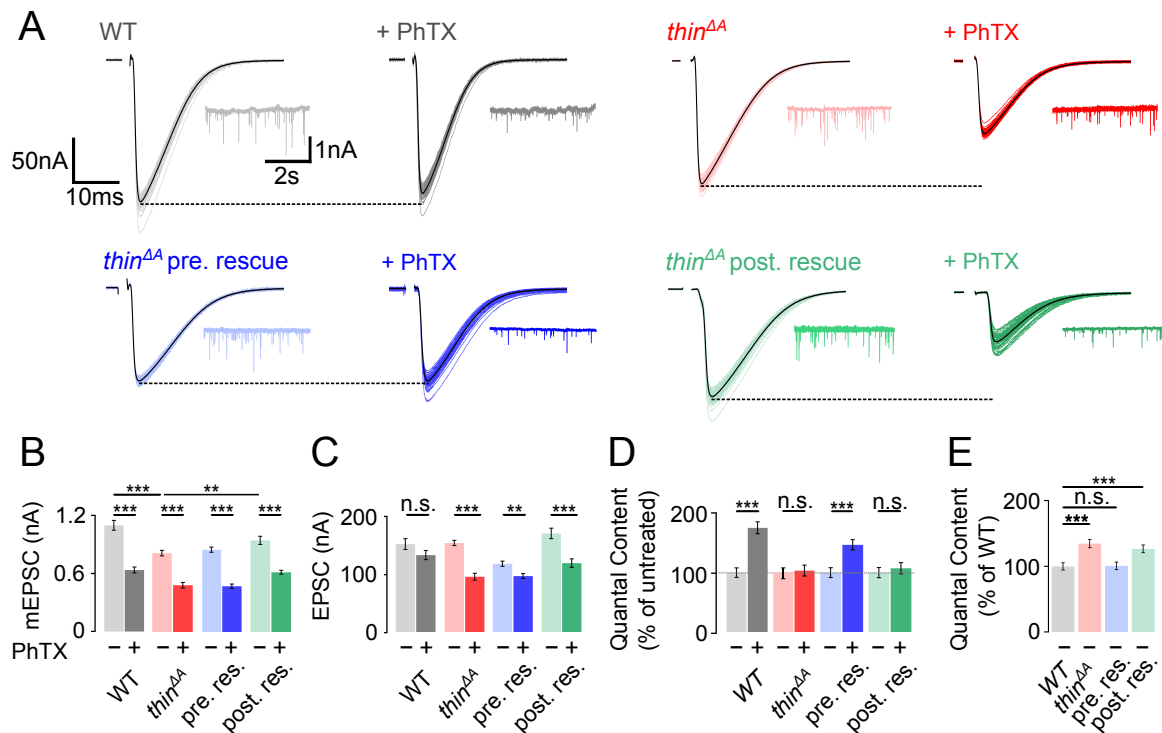 A
WT
+ PhTX
thinΔA
+ PhTX
50nA
10ms
1nA
2s
thinΔA pre. rescue
+ PhTX
thinΔA post. rescue
+ PhTX
B
mEPSC (nA)
1.2
0.6
0
*** **
*** *** *** ***
PhTX
− + − + − + − +
WT
thinΔA
pre. res.
post. res.
C
EPSC (nA)
200
100
0
n.s. *** ** ***
− + − + − + − +
WT
thinΔA
pre. res.
post. res.
D
Quantal Content
(% of untreated)
200
100
0
*** n.s. *** n.s.
− + − + − + − +
WT
thinΔA
pre. res.
post. res.
E
Quantal Content
(% of WT)
200
100
0
***
n.s.
***
− − − −
WT
thinΔA
pre. res.
post. res.